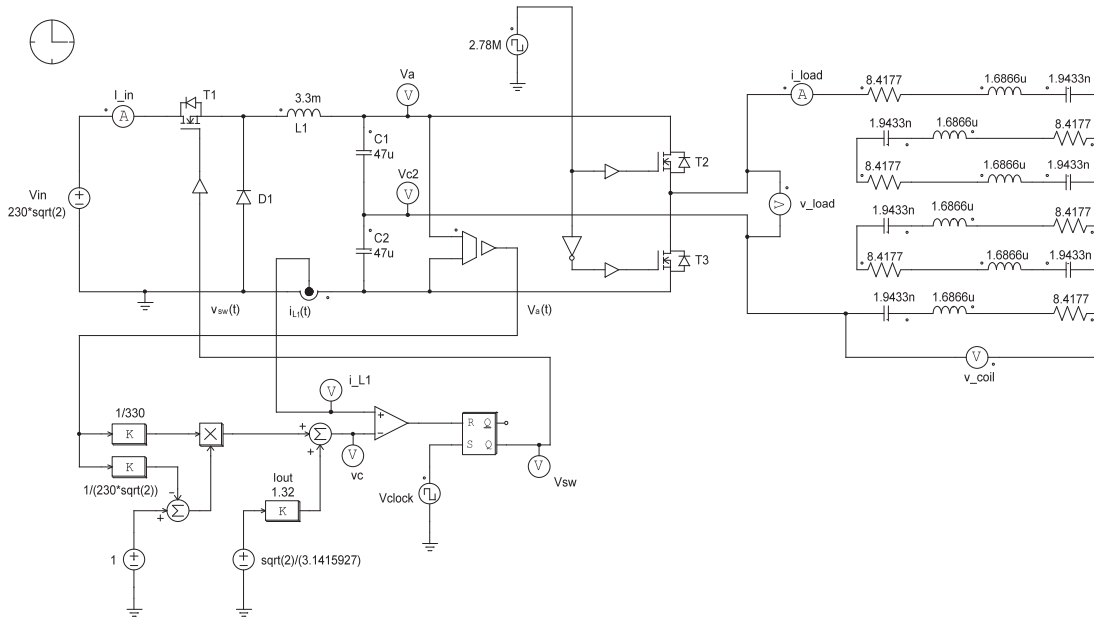 2.78M
I_in
A
T1
3.3m
L1
Va
V
C1
47u
Vc2
V
C2
47u
D1
Vin
230*sqrt(2)
T2
T3
i_load
A
v_load
V
8.4177
1.6866u
1.9433n
1.9433n
1.6866u
8.4177
8.4177
1.6866u
1.9433n
1.9433n
1.6866u
8.4177
8.4177
1.6866u
1.9433n
1.9433n
1.6866u
8.4177
V
v_coil
vsw(t)
iL1(t)
Va(t)
i_L1
V
1/330
K
X
Σ
+
+
+
-
R Q
S Q
V
vc
V
Vsw
K
1/(230*sqrt(2))
-
+
Σ
Iout
1.32
K
Vclock
1
sqrt(2)/(3.1415927)